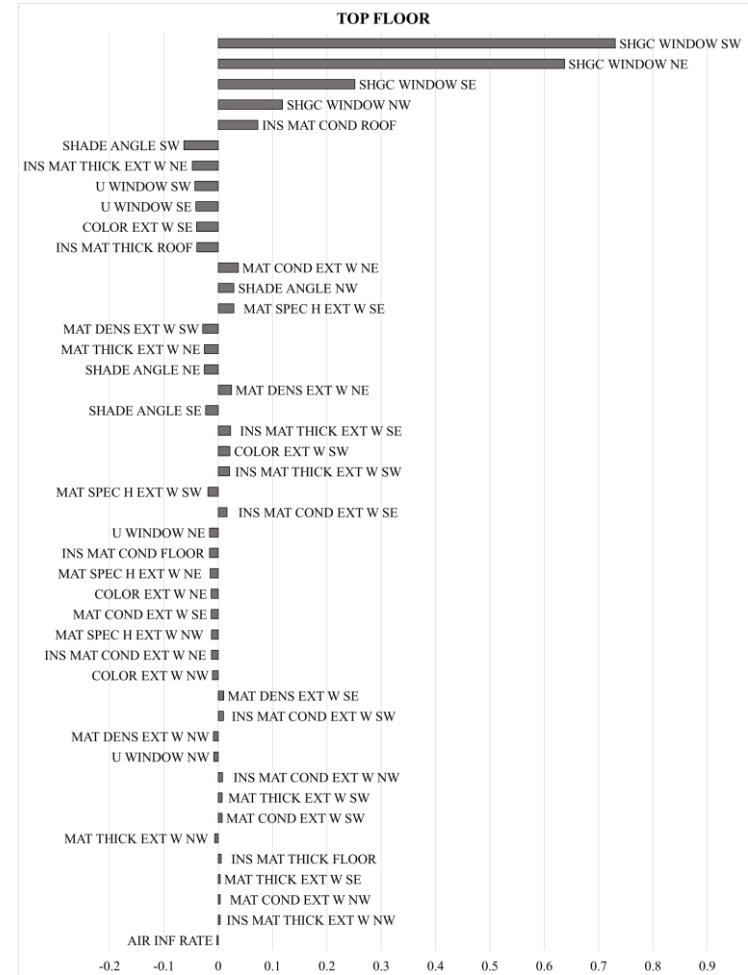 TOP FLOOR
SHGC WINDOW SW
SHGC WINDOW NE
SHGC WINDOW SE
SHGC WINDOW NW
INS MAT COND ROOF
SHADE ANGLE SW
INS MAT THICK EXT W NE
U WINDOW SW
U WINDOW SE
COLOR EXT W SE
INS MAT THICK ROOF
MAT COND EXT W NE
SHADE ANGLE NW
MAT SPEC H EXT W SE
MAT DENS EXT W SW
MAT THICK EXT W NE
SHADE ANGLE NE
MAT DENS EXT W NE
SHADE ANGLE SE
INS MAT THICK EXT W SE
COLOR EXT W SW
INS MAT THICK EXT W SW
MAT SPEC H EXT W SW
INS MAT COND EXT W SE
U WINDOW NE
INS MAT COND FLOOR
MAT SPEC H EXT W NE
COLOR EXT W NE
MAT COND EXT W SE
MAT SPEC H EXT W NW
INS MAT COND EXT W NE
COLOR EXT W NW
MAT DENS EXT W SE
INS MAT COND EXT W SW
MAT DENS EXT W NW
U WINDOW NW
INS MAT COND EXT W NW
MAT THICK EXT W SW
MAT COND EXT W SW
MAT THICK EXT W NW
INS MAT THICK FLOOR
MAT THICK EXT W SE
MAT COND EXT W NW
INS MAT THICK EXT W NW
AIR INF RATE
-0.2 -0.1 0 0.1 0.2 0.3 0.4 0.5 0.6 0.7 0.8 0.9